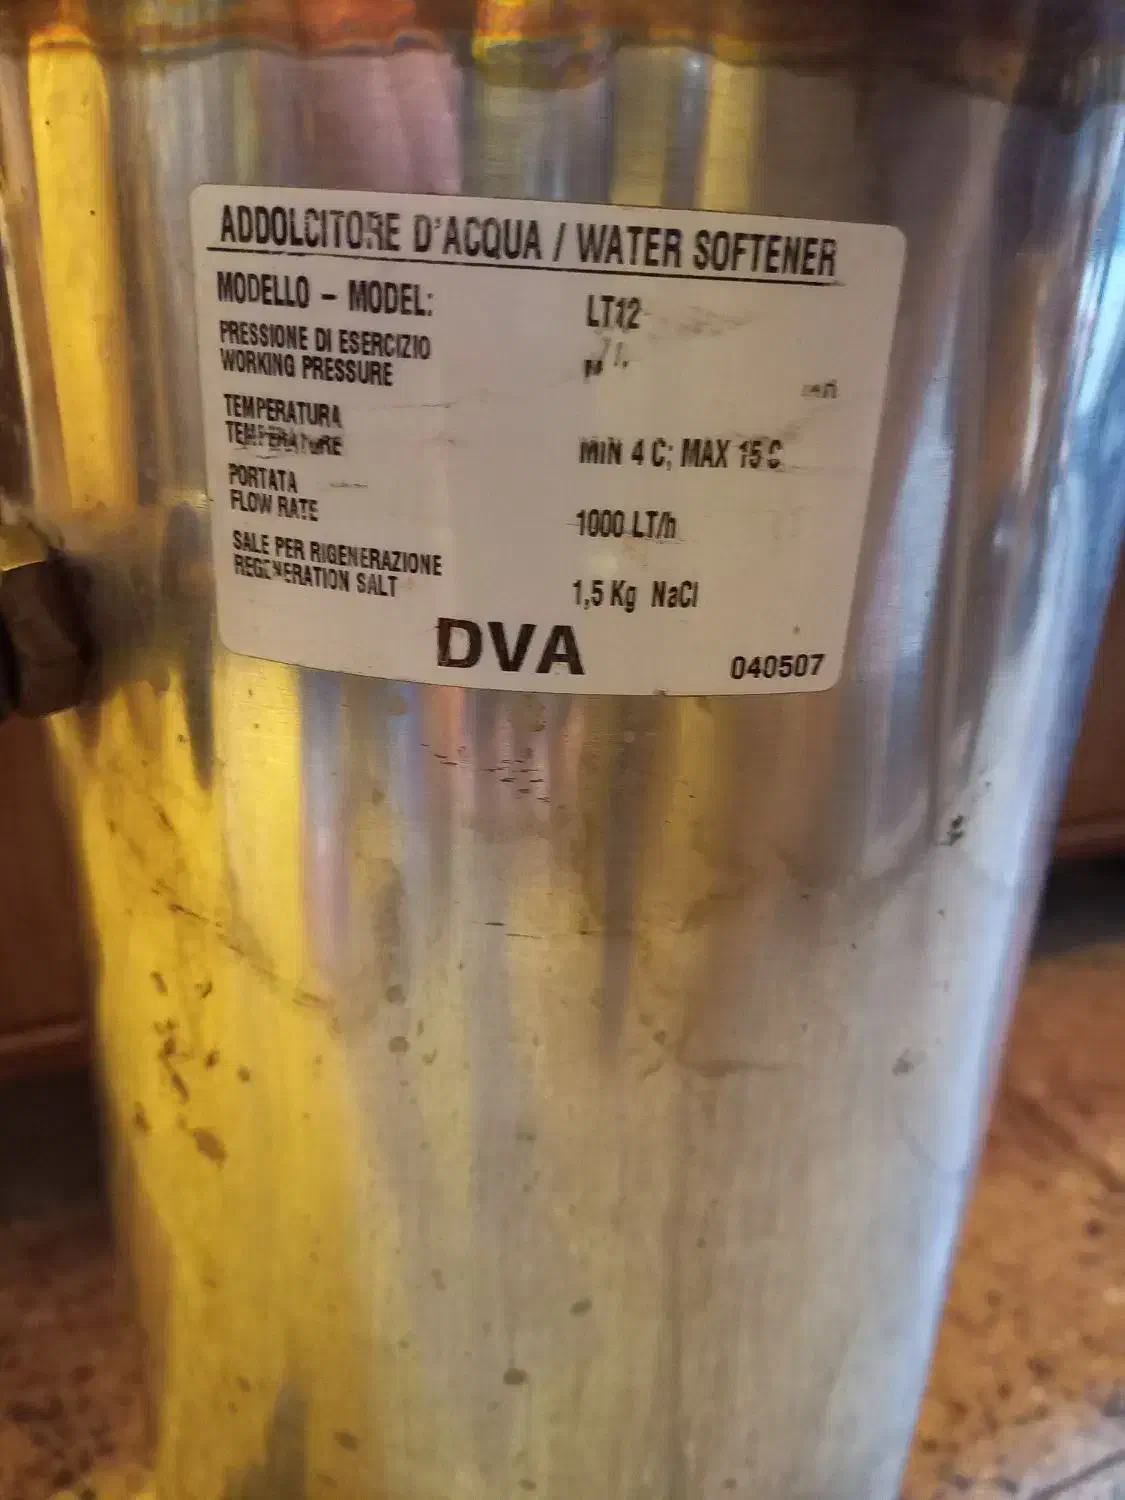 ADDOLCITORE D'ACQUA / WATER SOFTENER
MODELLO – MODEL: LT12
PRESSIONE DI ESERCIZIO
WORKING PRESSURE
TEMPERATURA
TEMPERATURE MIN 4 C; MAX 15 C
PORTATA
FLOW RATE 1000 LT/h
SALE PER RIGENERAZIONE
REGENERATION SALT 1,5 Kg NaCl
DVA 040507